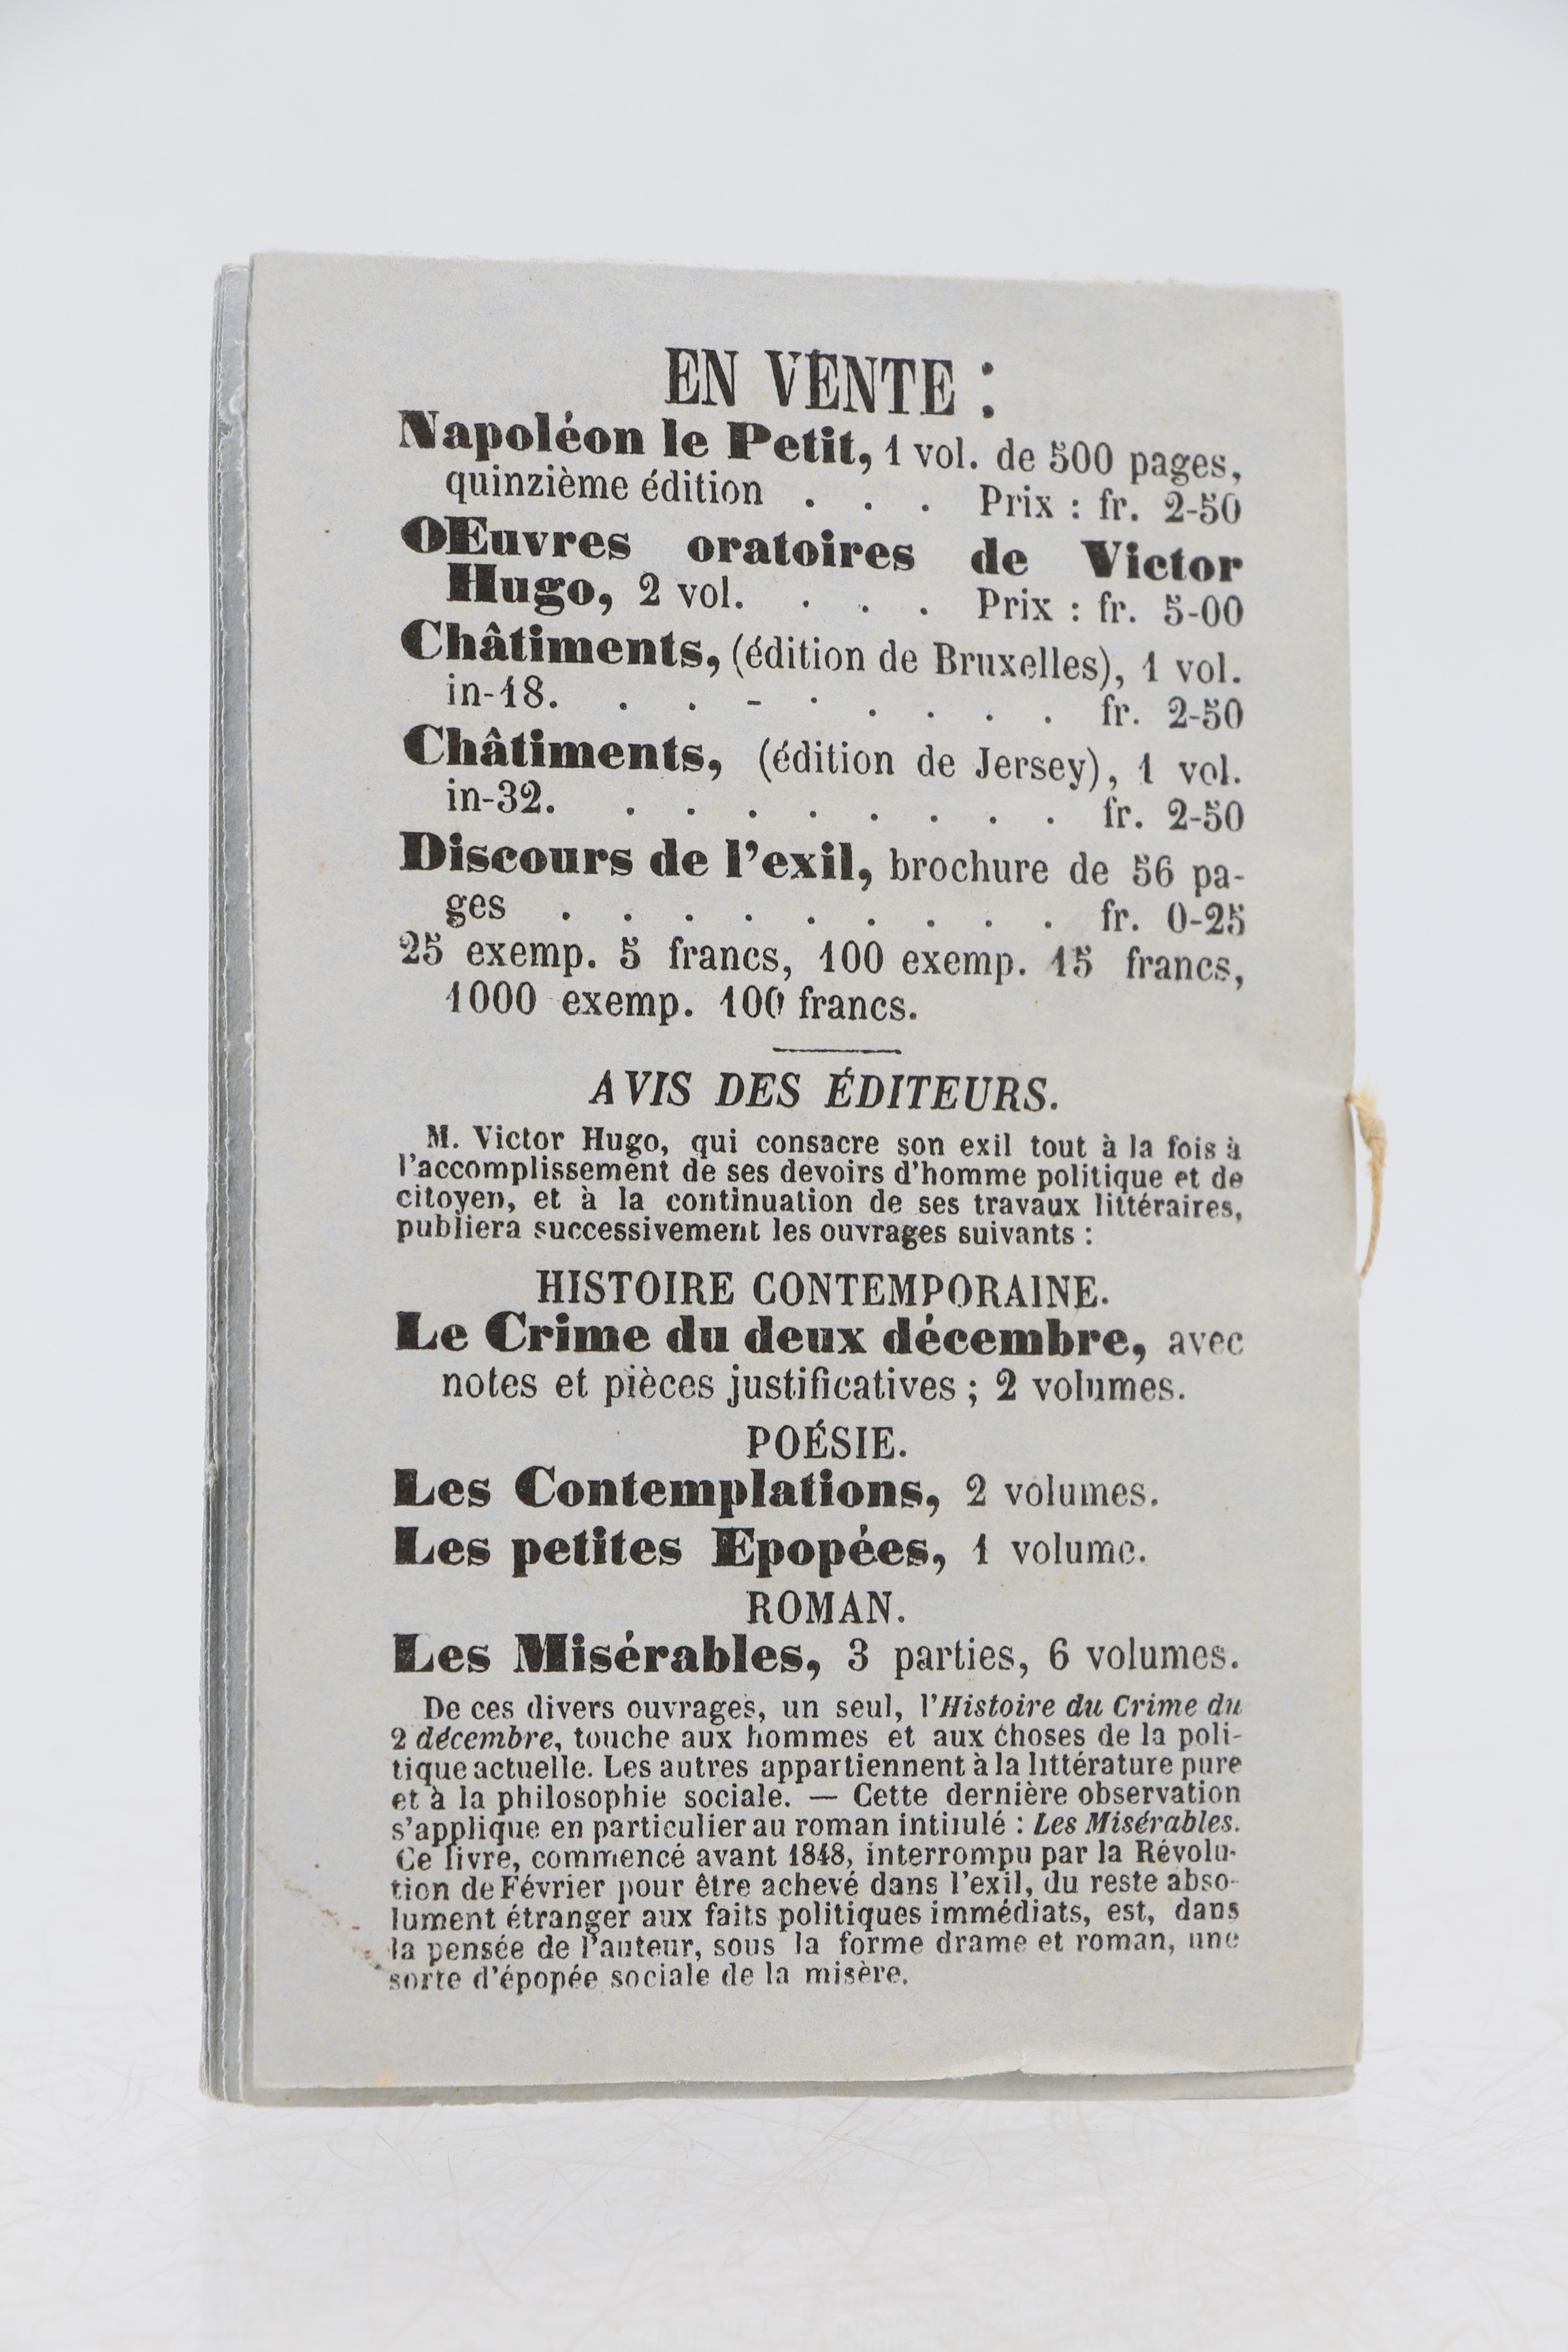 EN VENTE :
Napoléon le Petit, 1 vol. de 500 pages,
quinzième édition . . . Prix : fr. 2-50
OEuvres oratoires de Victor
Hugo, 2 vol. . . . Prix : fr. 5-00
Châtiments, (édition de Bruxelles), 1 vol.
in-18. . . - . . . . . fr. 2-50
Châtiments, (édition de Jersey), 1 vol.
in-32. . . . . . . . . fr. 2-50
Discours de l'exil, brochure de 56 pa-
ges . . . . . . . . . fr. 0-25
25 exemp. 5 francs, 100 exemp. 15 francs,
1000 exemp. 100 francs.
AVIS DES ÉDITEURS.
M. Victor Hugo, qui consacre son exil tout à la fois à
l'accomplissement de ses devoirs d'homme politique et de
citoyen, et à la continuation de ses travaux littéraires,
publiera successivement les ouvrages suivants :
HISTOIRE CONTEMPORAINE.
Le Crime du deux décembre, avec
notes et pièces justificatives ; 2 volumes.
POÉSIE.
Les Contemplations, 2 volumes.
Les petites Epopées, 1 volume.
ROMAN.
Les Misérables, 3 parties, 6 volumes.
De ces divers ouvrages, un seul, l'Histoire du Crime du
2 décembre, touche aux hommes et aux choses de la poli-
tique actuelle. Les autres appartiennent à la littérature pure
et à la philosophie sociale. — Cette dernière observation
s'applique en particulier au roman intitulé : Les Misérables.
Ce livre, commencé avant 1848, interrompu par la Révolu-
tion de Février pour être achevé dans l'exil, du reste abso-
lument étranger aux faits politiques immédiats, est, dans
la pensée de l'auteur, sous la forme drame et roman, une
sorte d'épopée sociale de la misère.